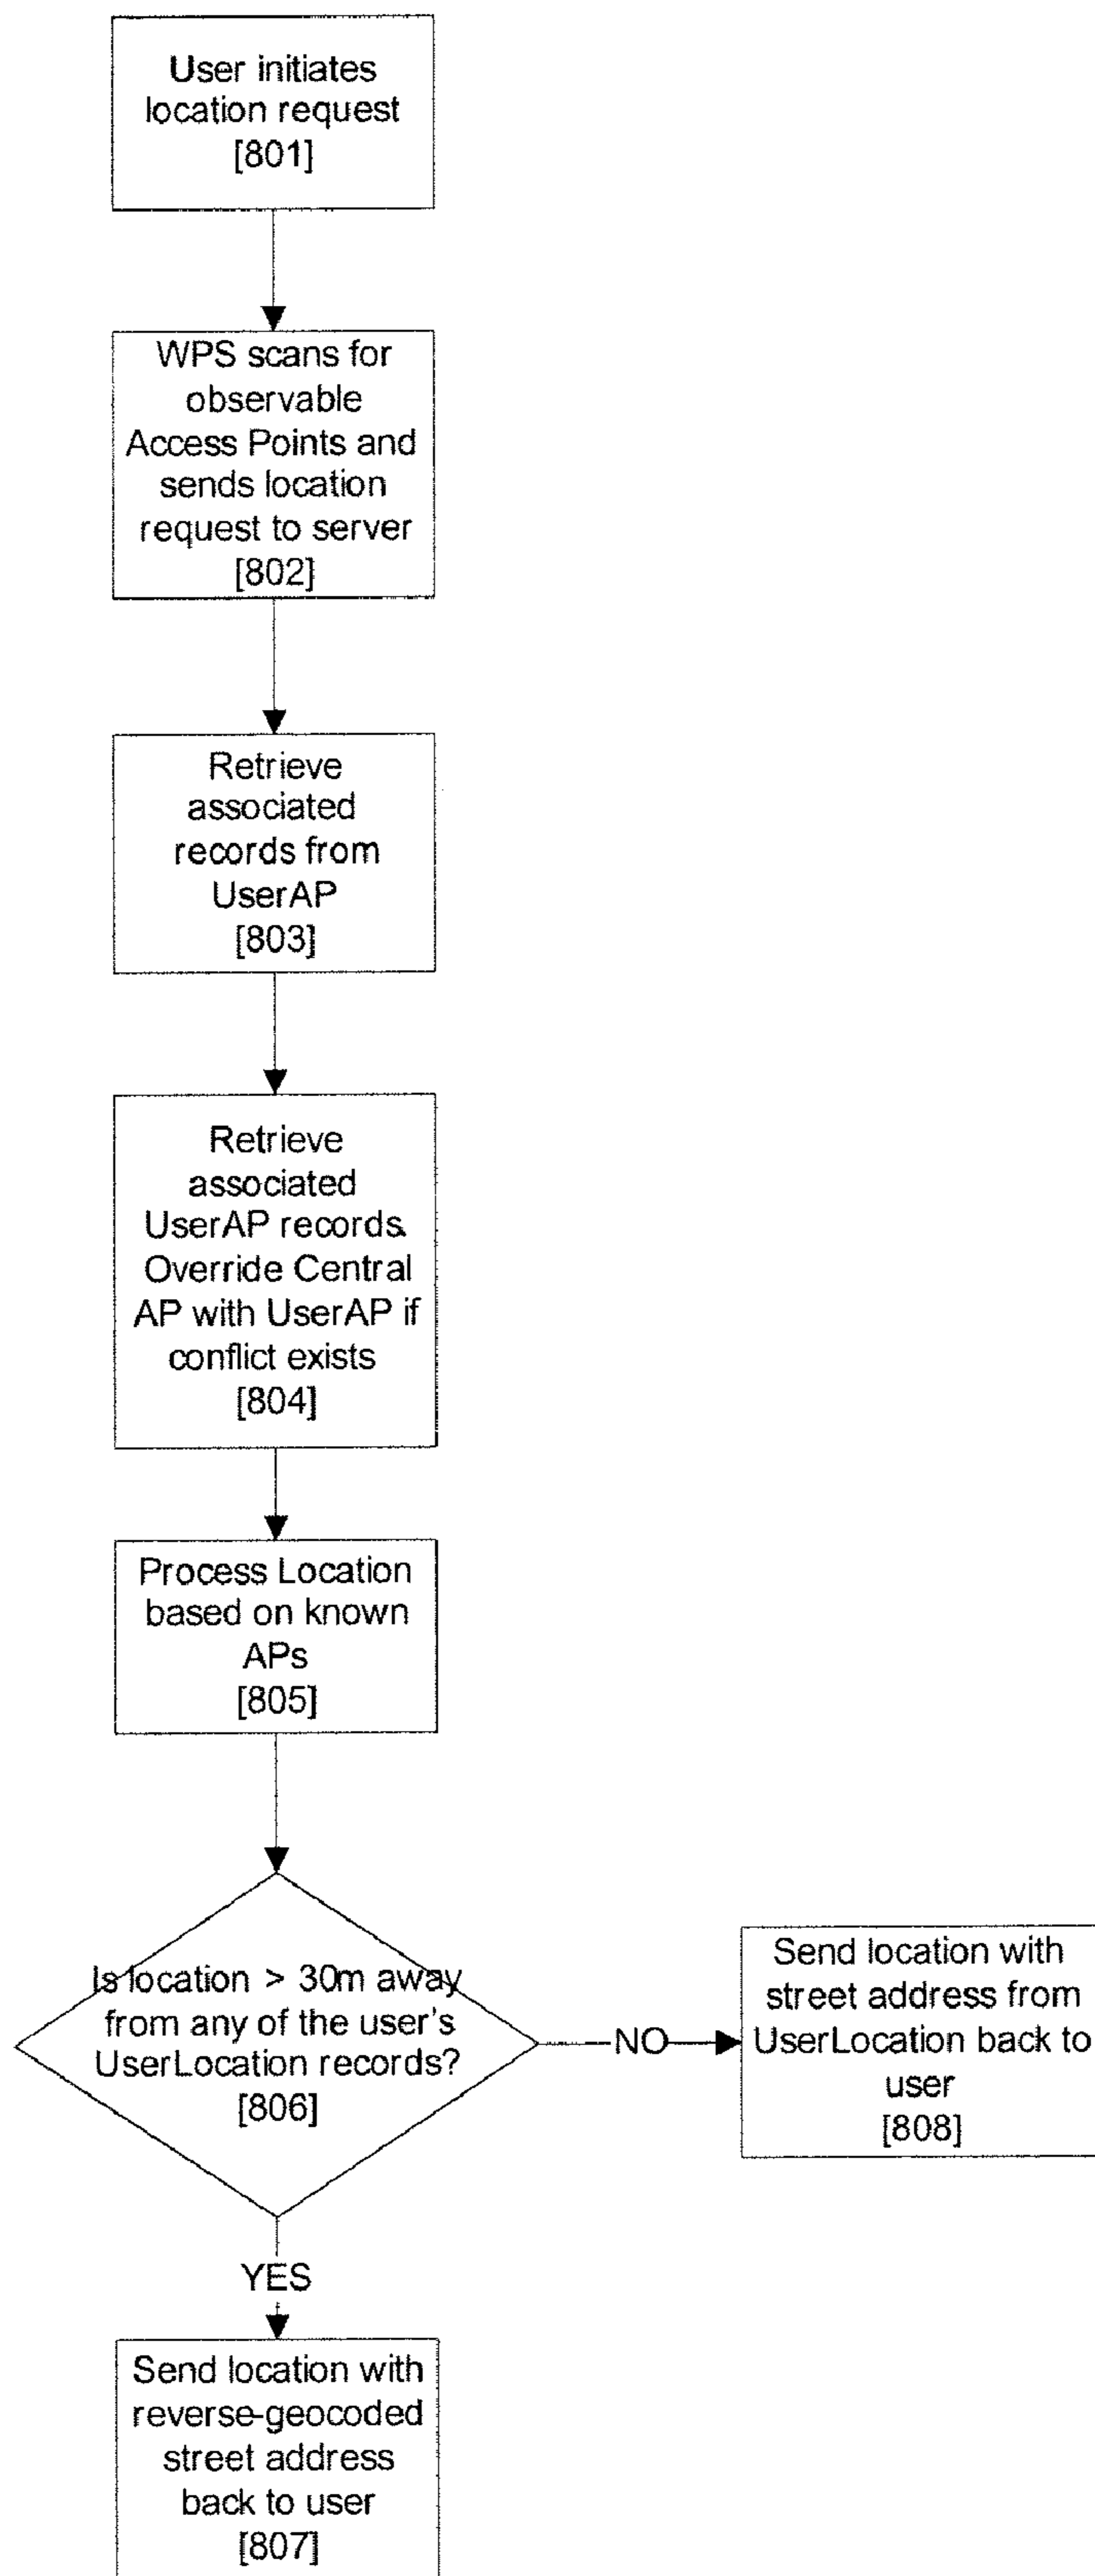 User initiates
location request
[801]
WPS scans for
observable
Access Points and
sends location
request to server
[802]
Retrieve
associated
records from
UserAP
[803]
Retrieve
associated
UserAP records.
Override Central
AP with UserAP if
conflict exists
[804]
Process Location
based on known
APs
[805]
Is location > 30m away
from any of the user's
UserLocation records?
[806]
NO
Send location with
street address from
UserLocation back to
user
[808]
YES
Send location with
reverse-geocoded
street address
back to user
[807]